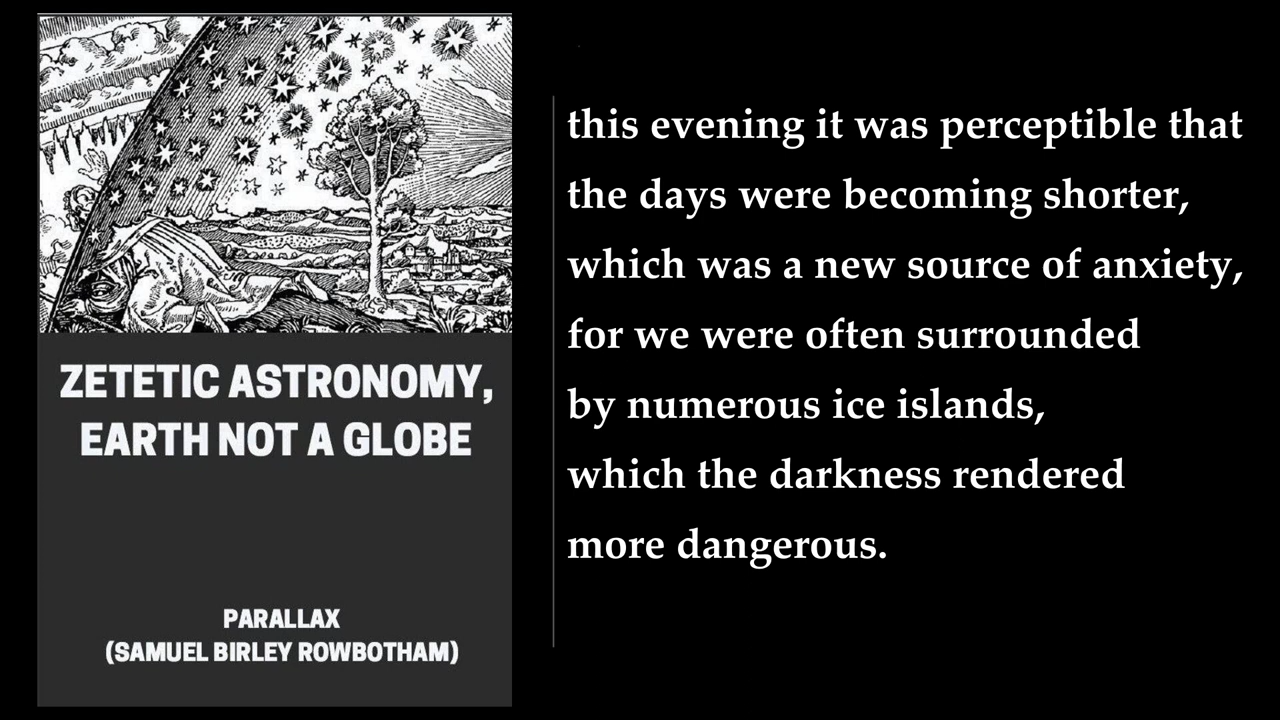 ZETETIC ASTRONOMY,
EARTH NOT A GLOBE
PARALLAX
(SAMUEL BIRLEY ROWBOTHAM)
this evening it was perceptible that
the days were becoming shorter,
which was a new source of anxiety,
for we were often surrounded
by numerous ice islands,
which the darkness rendered
more dangerous.